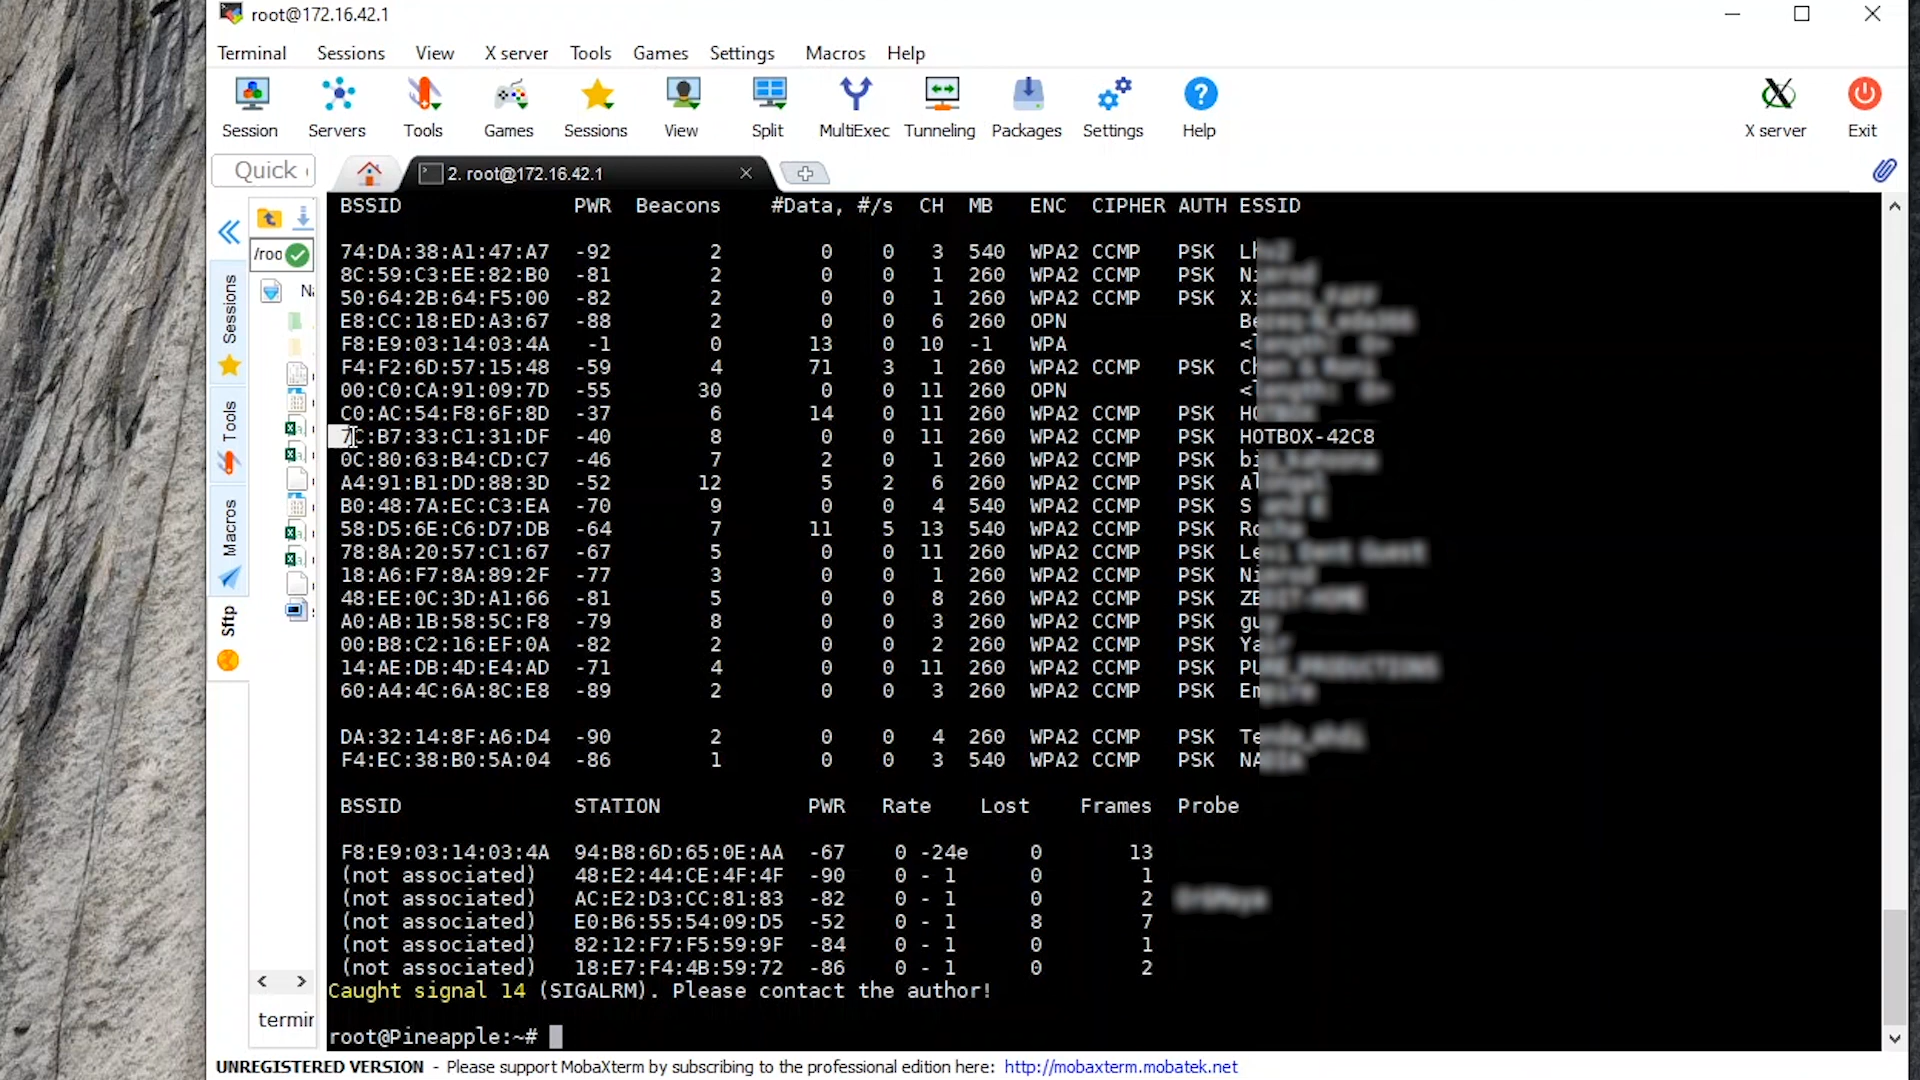 root@172.16.42.1
Terminal Sessions View X server Tools Games Settings Macros Help
Session Servers Tools Games Sessions View Split MultiExec Tunneling Packages Settings Help X server Exit
Quick
2. root@172.16.42.1
/roo
Na
Sessions
Tools
Macros
Sftp
termin
BSSID PWR Beacons #Data, #/s CH MB ENC CIPHER AUTH ESSID
74:DA:38:A1:47:A7 -92 2 0 0 3 540 WPA2 CCMP PSK
8C:59:C3:EE:82:B0 -81 2 0 0 1 260 WPA2 CCMP PSK
50:64:2B:64:F5:00 -82 2 0 0 1 260 WPA2 CCMP PSK
E8:CC:18:ED:A3:67 -88 2 0 0 6 260 OPN
F8:E9:03:14:03:4A -1 0 13 0 10 -1 WPA
F4:F2:6D:57:15:48 -59 4 71 3 1 260 WPA2 CCMP PSK
00:C0:CA:91:09:7D -55 30 0 0 11 260 OPN
C0:AC:54:F8:6F:8D -37 6 14 0 11 260 WPA2 CCMP PSK
7C:B7:33:C1:31:DF -40 8 0 0 11 260 WPA2 CCMP PSK HOTBOX-42C8
0C:80:63:B4:CD:C7 -46 7 2 0 1 260 WPA2 CCMP PSK
A4:91:B1:DD:88:3D -52 12 5 2 6 260 WPA2 CCMP PSK
B0:48:7A:EC:C3:EA -70 9 0 0 4 540 WPA2 CCMP PSK
58:D5:6E:C6:D7:DB -64 7 11 5 13 540 WPA2 CCMP PSK
78:8A:20:57:C1:67 -67 5 0 0 11 260 WPA2 CCMP PSK
18:A6:F7:8A:89:2F -77 3 0 0 1 260 WPA2 CCMP PSK
48:EE:0C:3D:A1:66 -81 5 0 0 8 260 WPA2 CCMP PSK
A0:AB:1B:58:5C:F8 -79 8 0 0 3 260 WPA2 CCMP PSK
00:B8:C2:16:EF:0A -82 2 0 0 2 260 WPA2 CCMP PSK
14:AE:DB:4D:E4:AD -71 4 0 0 11 260 WPA2 CCMP PSK
60:A4:4C:6A:8C:E8 -89 2 0 0 3 260 WPA2 CCMP PSK
DA:32:14:8F:A6:D4 -90 2 0 0 4 260 WPA2 CCMP PSK
F4:EC:38:B0:5A:04 -86 1 0 0 3 540 WPA2 CCMP PSK
BSSID STATION PWR Rate Lost Frames Probe
F8:E9:03:14:03:4A 94:B8:6D:65:0E:AA -67 0 -24e 0 13
(not associated) 48:E2:44:CE:4F:4F -90 0 - 1 0 1
(not associated) AC:E2:D3:CC:81:83 -82 0 - 1 0 2
(not associated) E0:B6:55:54:09:D5 -52 0 - 1 8 7
(not associated) 82:12:F7:F5:59:9F -84 0 - 1 0 1
(not associated) 18:E7:F4:4B:59:72 -86 0 - 1 0 2
Caught signal 14 (SIGALRM). Please contact the author!
root@Pineapple:~#
UNREGISTERED VERSION - Please support MobaXterm by subscribing to the professional edition here: http://mobaxterm.mobatek.net